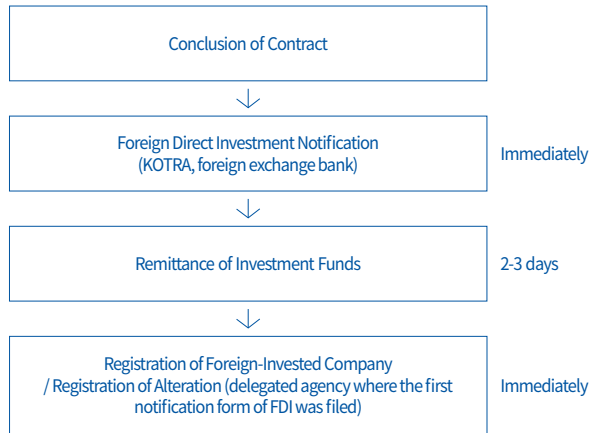 Conclusion of Contract
Foreign Direct Investment Notification
(KOTRA, foreign exchange bank)
Immediately
Remittance of Investment Funds
2-3 days
Registration of Foreign-Invested Company
/ Registration of Alteration (delegated agency where the first
notification form of FDI was filed)
Immediately